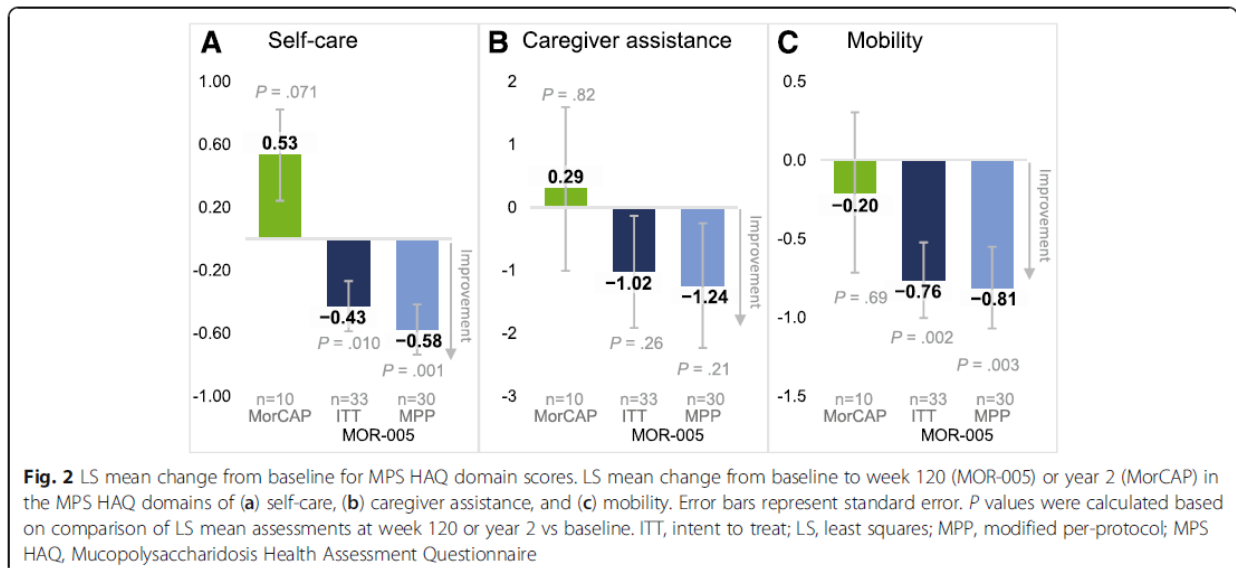 A Self-care
1.00
P = .071
0.60
0.53
0.20
-0.20
Improvement
-0.60
−0.43
−0.58
P = .010
P = .001
-1.00
n=10 n=33 n=30
MorCAP ITT MPP
MOR-005
B Caregiver assistance
2
P = .82
1
0.29
0
Improvement
-1
−1.02
−1.24
-2
P = .26
P = .21
-3
n=10 n=33 n=30
MorCAP ITT MPP
MOR-005
C Mobility
0.5
0.0
−0.20
Improvement
-0.5
P = .69
−0.76
−0.81
-1.0
P = .002
P = .003
-1.5
n=10 n=33 n=30
MorCAP ITT MPP
MOR-005
Fig. 2 LS mean change from baseline for MPS HAQ domain scores. LS mean change from baseline to week 120 (MOR-005) or year 2 (MorCAP) in
the MPS HAQ domains of (a) self-care, (b) caregiver assistance, and (c) mobility. Error bars represent standard error. P values were calculated based
on comparison of LS mean assessments at week 120 or year 2 vs baseline. ITT, intent to treat; LS, least squares; MPP, modified per-protocol; MPS
HAQ, Mucopolysaccharidosis Health Assessment Questionnaire